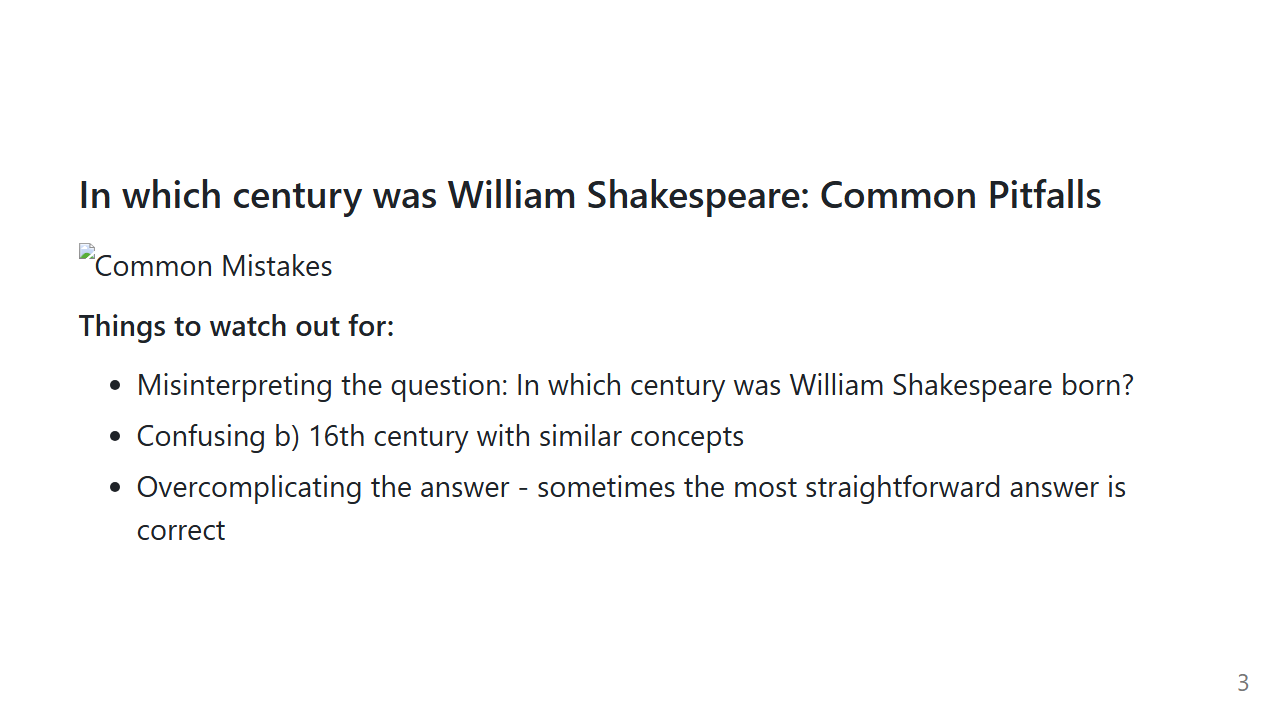 In which century was William Shakespeare: Common Pitfalls
Common Mistakes
Things to watch out for:
Misinterpreting the question: In which century was William Shakespeare born?
Confusing b) 16th century with similar concepts
Overcomplicating the answer - sometimes the most straightforward answer is
correct
3